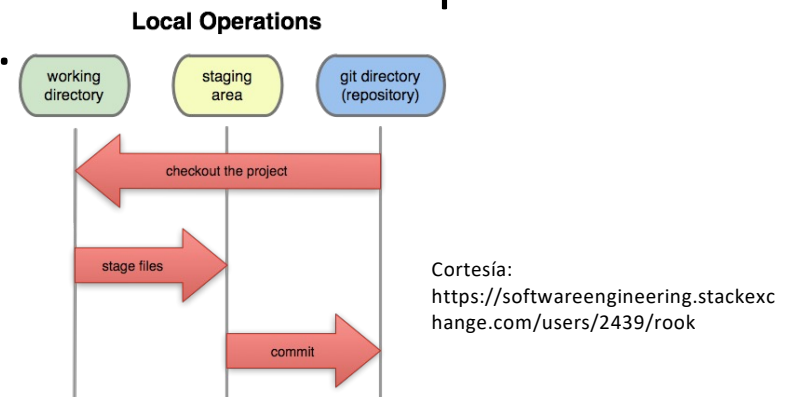 Local Operations
working
directory
staging
area
git directory
(repository)
checkout the project
stage files
commit
Cortesía:
https://softwareengineering.stackexc
hange.com/users/2439/rook